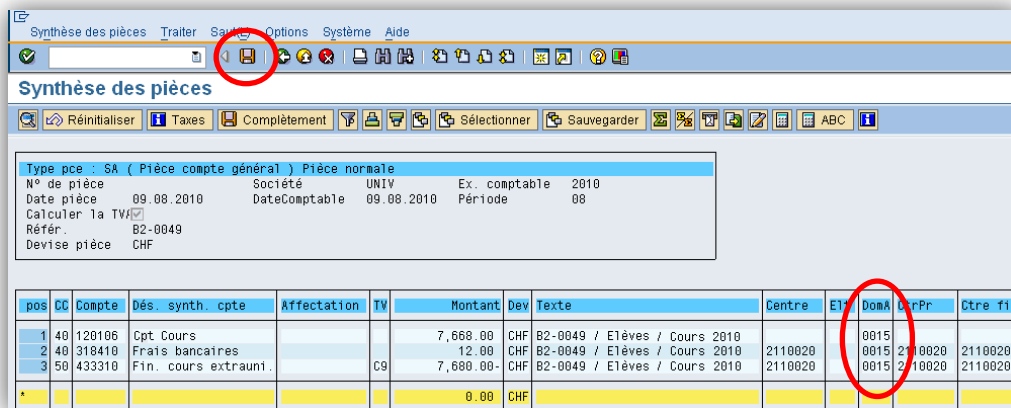 Synthèse des pièces Traiter Saut(E) Options Système Aide
Synthèse des pièces
Réinitialiser Taxes Complètement Sélectionner Sauvegarder ABC
Type pce : SA ( Pièce compte général ) Pièce normale
N° de pièce Société UNIV Ex. comptable 2010
Date pièce 09.08.2010 DateComptable 09.08.2010 Période 08
Calculer la TVA
Référ. B2-0049
Devise pièce CHF
pos CC Compte Dés. synth. cpte Affectation TV Montant Dev Texte Centre DomA CtrPr Ctre fi
1 40 120106 Cpt Cours 7,668.00 CHF B2-0049 / Elèves / Cours 2010 0015
2 40 318410 Frais bancaires 12.00 CHF B2-0049 / Elèves / Cours 2010 2110020 0015 2110020 2110020
3 50 433310 Fin. cours extrauni. C9 7,680.00- CHF B2-0049 / Elèves / Cours 2010 2110020 0015 2110020 2110020
* 0.00 CHF